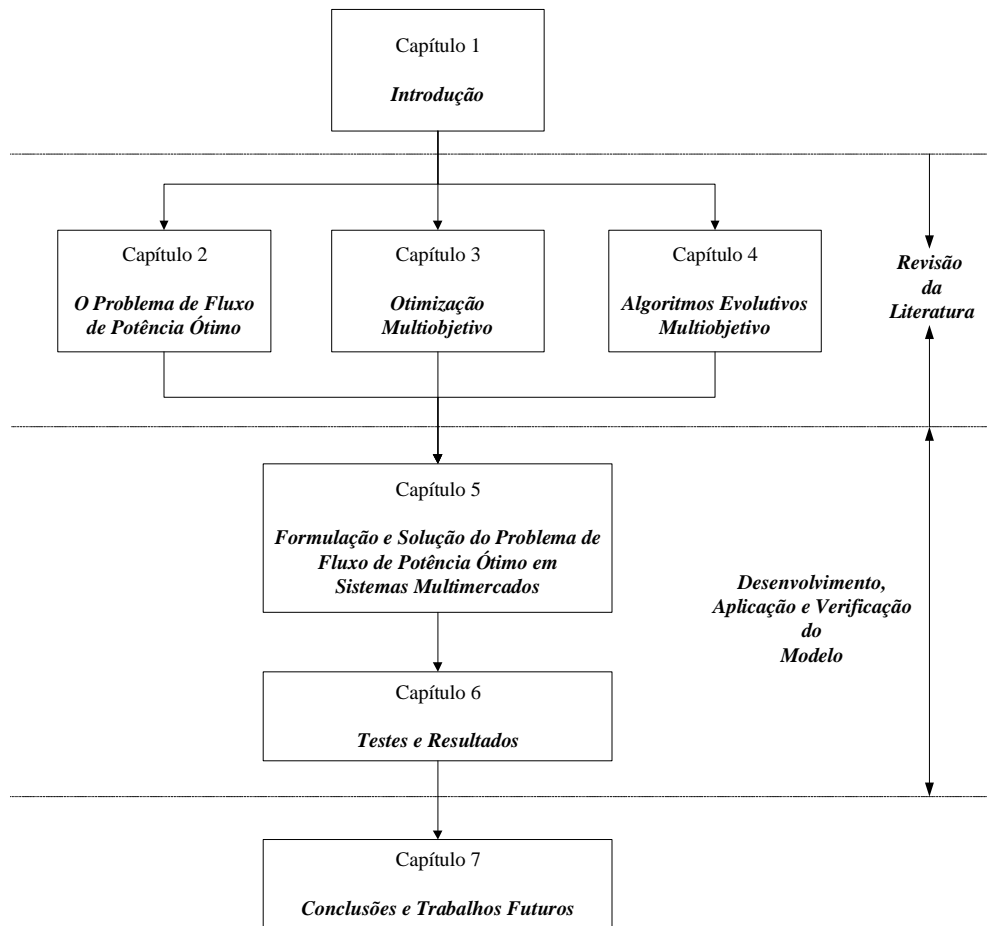 Capítulo 1
Introdução
Capítulo 2
O Problema de Fluxo
de Potência Ótimo
Capítulo 3
Otimização
Multiobjetivo
Capítulo 4
Algoritmos Evolutivos
Multiobjetivo
Revisão
da
Literatura
Capítulo 5
Formulação e Solução do Problema de
Fluxo de Potência Ótimo em
Sistemas Multimercados
Desenvolvimento,
Aplicação e Verificação
do
Modelo
Capítulo 6
Testes e Resultados
Capítulo 7
Conclusões e Trabalhos Futuros